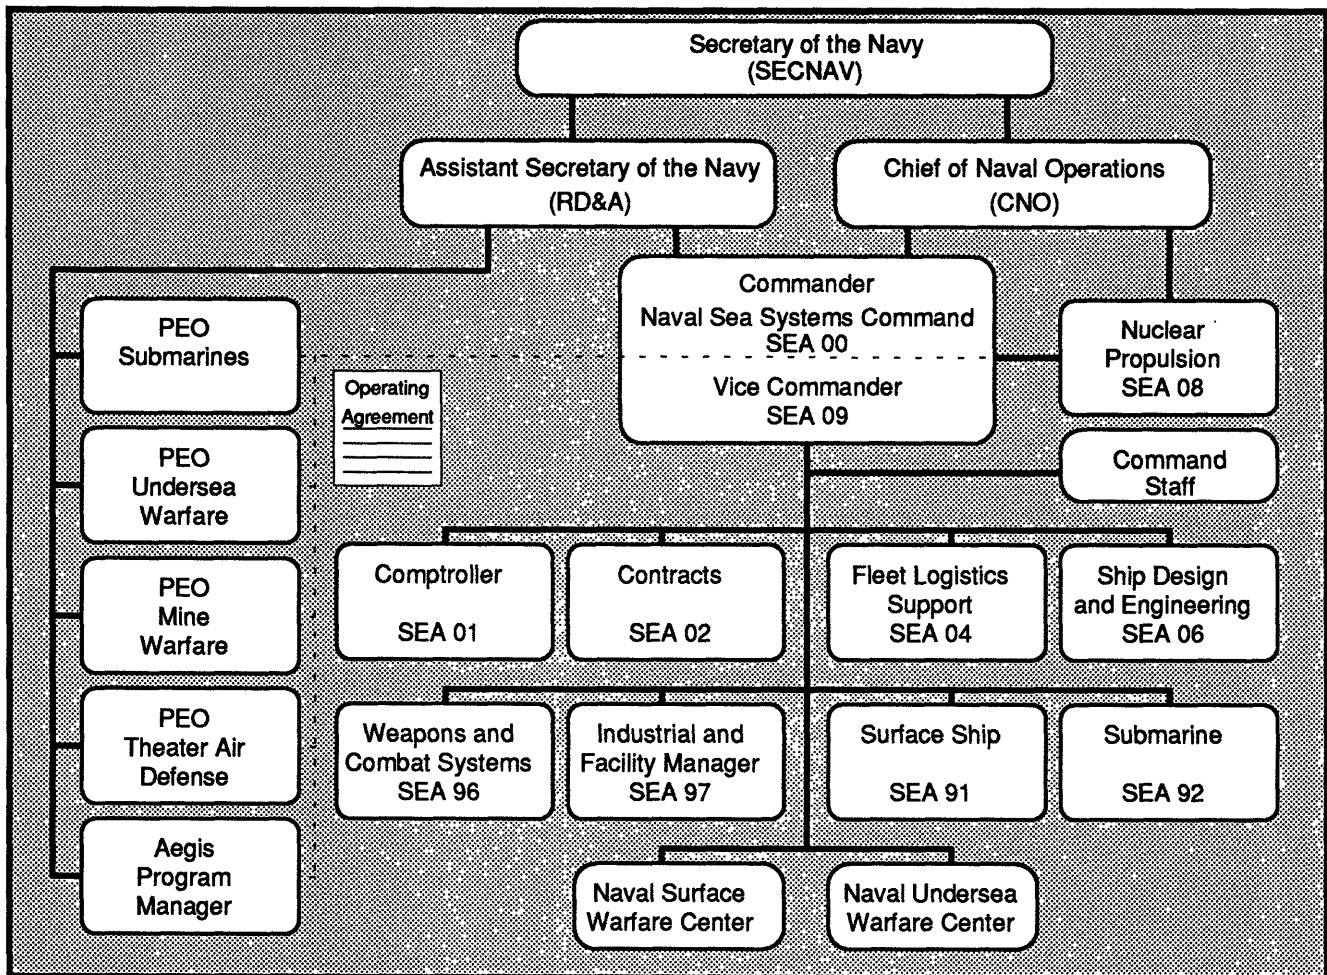 Secretary of the Navy
(SECNAV)
Assistant Secretary of the Navy
(RD&A)
Chief of Naval Operations
(CNO)
Commander
Naval Sea Systems Command
SEA 00
Vice Commander
SEA 09
Nuclear
Propulsion
SEA 08
Command
Staff
PEO
Submarines
Operating
Agreement
PEO
Undersea
Warfare
PEO
Mine
Warfare
PEO
Theater Air
Defense
Aegis
Program
Manager
Comptroller
SEA 01
Contracts
SEA 02
Fleet Logistics
Support
SEA 04
Ship Design
and Engineering
SEA 06
Weapons and
Combat Systems
SEA 96
Industrial and
Facility Manager
SEA 97
Surface Ship
SEA 91
Submarine
SEA 92
Naval Surface
Warfare Center
Naval Undersea
Warfare Center